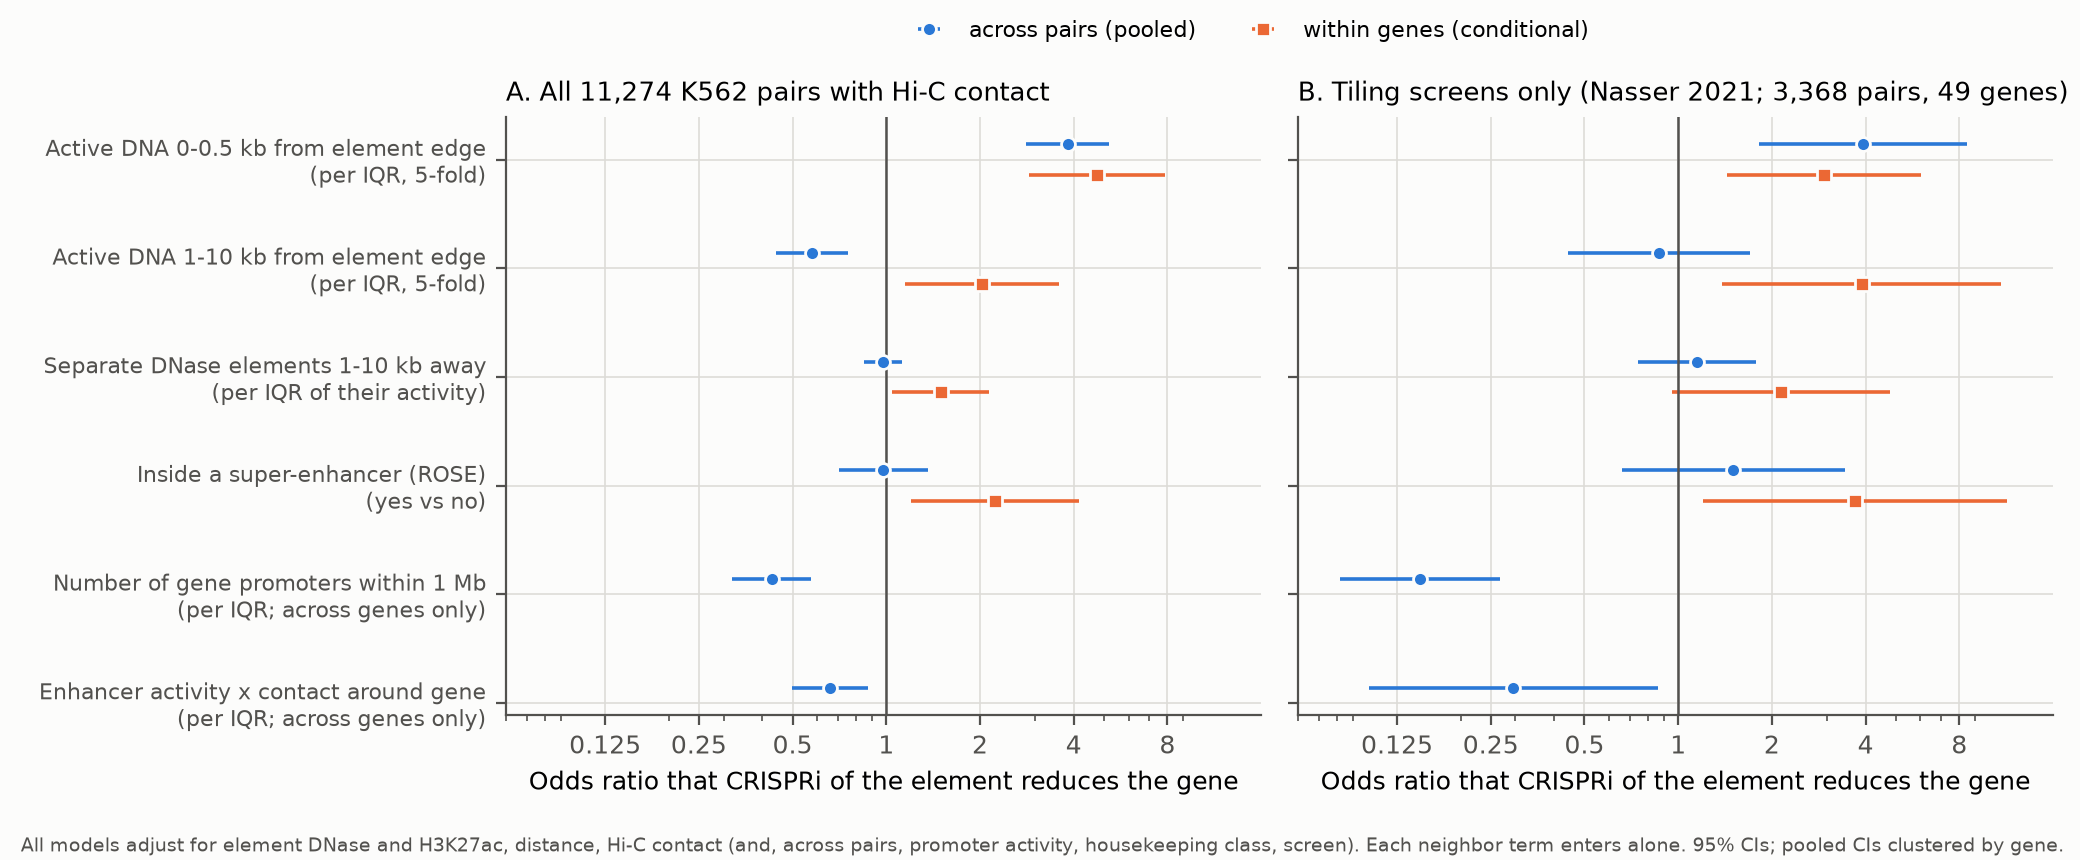 across pairs (pooled)
within genes (conditional)
A. All 11,274 K562 pairs with Hi-C contact
B. Tiling screens only (Nasser 2021; 3,368 pairs, 49 genes)
Active DNA 0-0.5 kb from element edge
(per IQR, 5-fold)
Active DNA 1-10 kb from element edge
(per IQR, 5-fold)
Separate DNase elements 1-10 kb away
(per IQR of their activity)
Inside a super-enhancer (ROSE)
(yes vs no)
Number of gene promoters within 1 Mb
(per IQR; across genes only)
Enhancer activity x contact around gene
(per IQR; across genes only)
0.125 0.25 0.5 1 2 4 8
0.125 0.25 0.5 1 2 4 8
Odds ratio that CRISPRi of the element reduces the gene
Odds ratio that CRISPRi of the element reduces the gene
All models adjust for element DNase and H3K27ac, distance, Hi-C contact (and, across pairs, promoter activity, housekeeping class, screen). Each neighbor term enters alone. 95% CIs; pooled CIs clustered by gene.